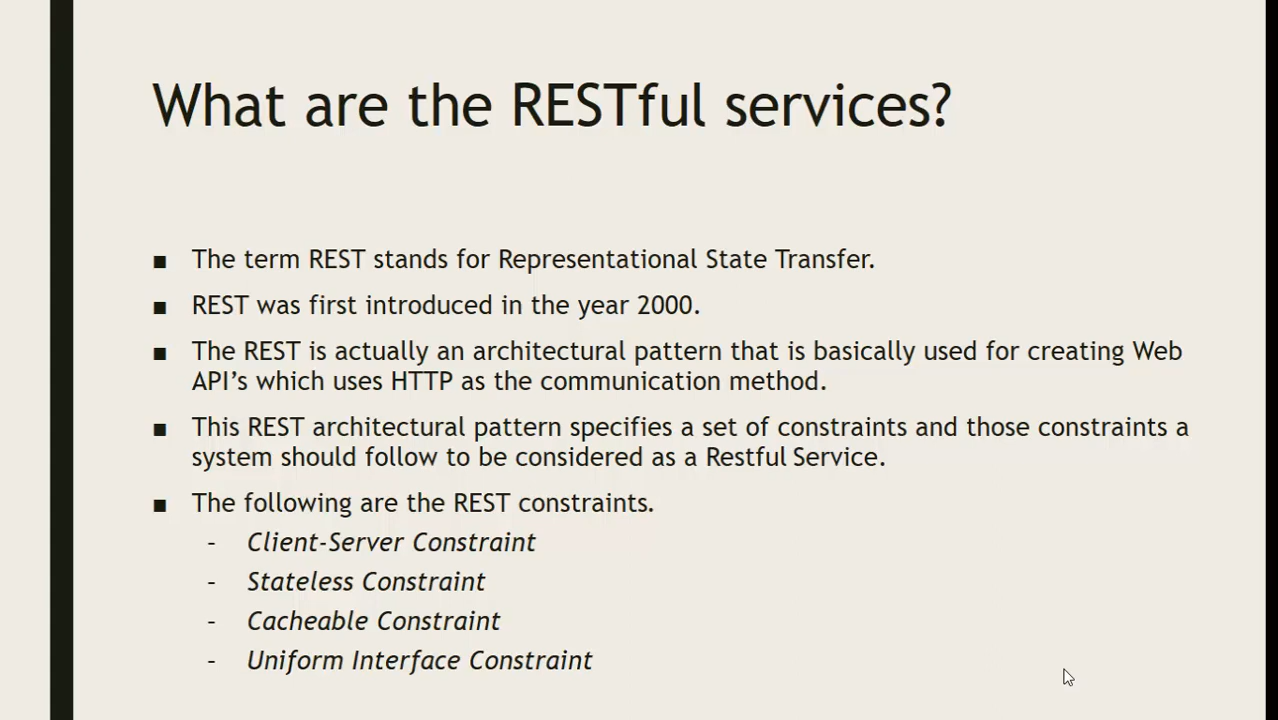 What are the RESTful services?
■ The term REST stands for Representational State Transfer.
■ REST was first introduced in the year 2000.
■ The REST is actually an architectural pattern that is basically used for creating Web
API’s which uses HTTP as the communication method.
■ This REST architectural pattern specifies a set of constraints and those constraints a
system should follow to be considered as a Restful Service.
■ The following are the REST constraints.
- Client-Server Constraint
- Stateless Constraint
- Cacheable Constraint
- Uniform Interface Constraint